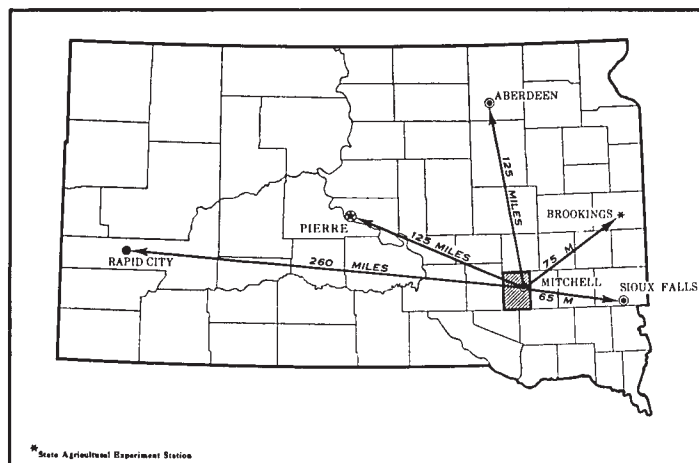 ABERDEEN
125 MILES
BROOKINGS *
PIERRE
125 MILES
75 M
RAPID CITY
260 MILES
MITCHELL
SIOUX FALLS
65 M
* State Agricultural Experiment Station